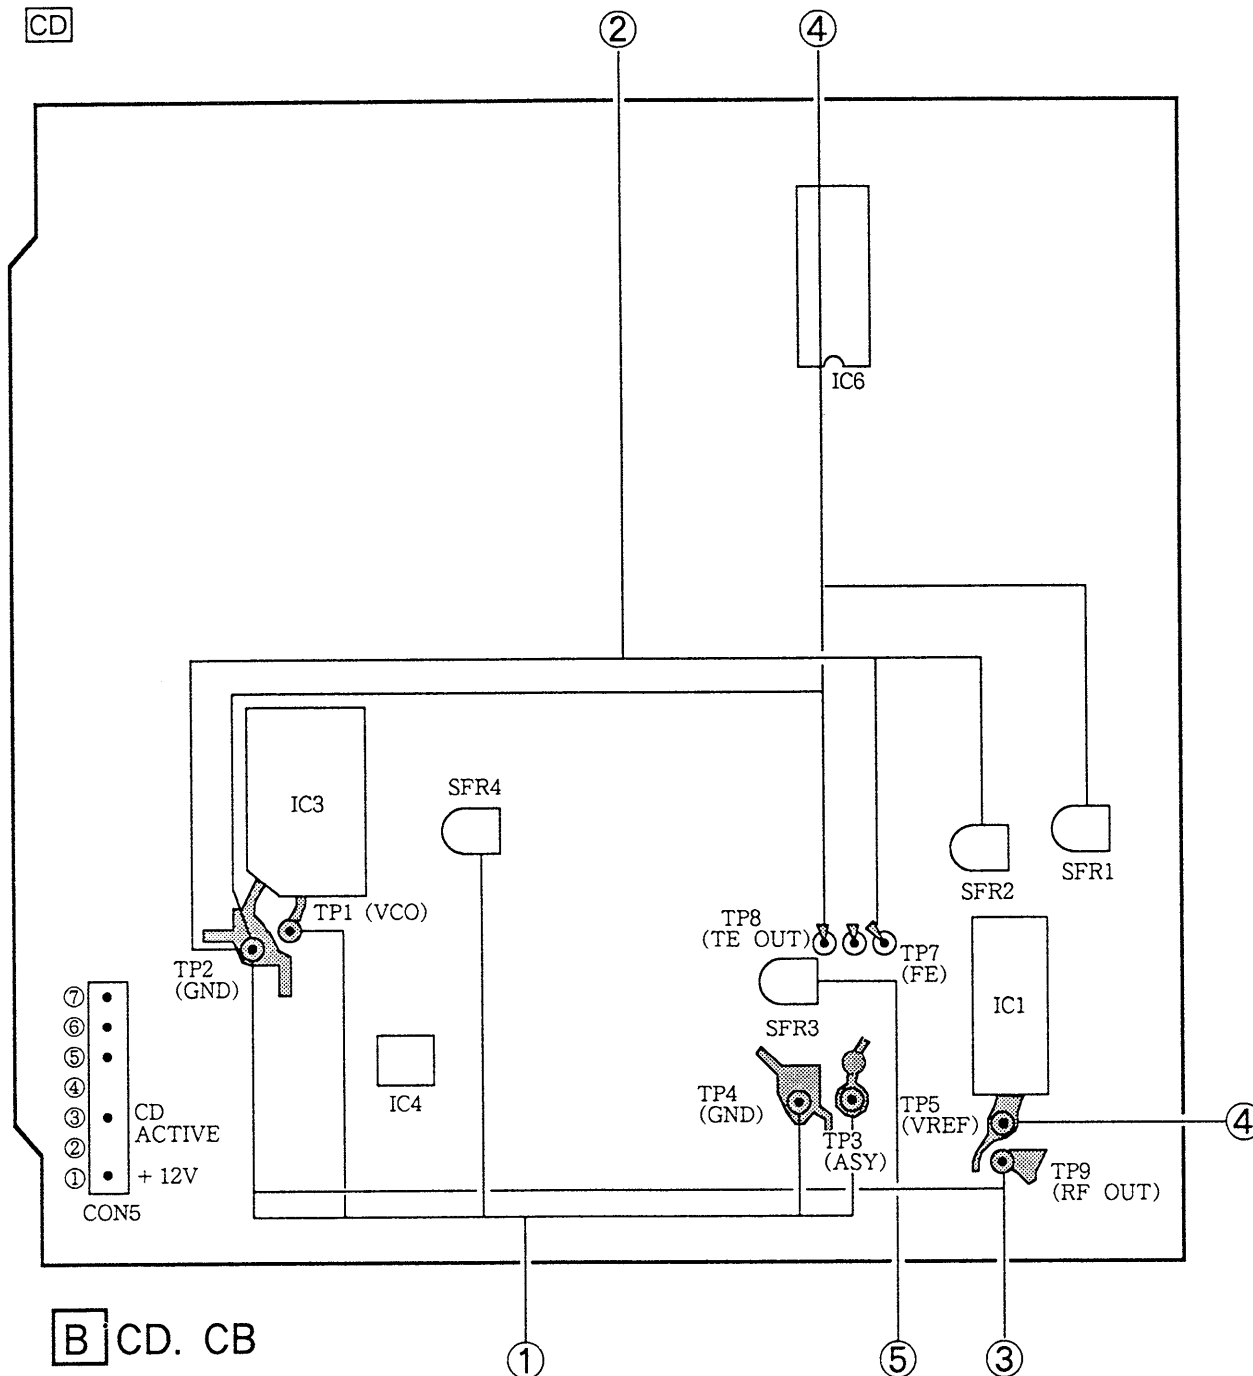 CD
② ④
IC6
IC3
SFR4
SFR2
SFR1
TP1 (VCO)
TP8
(TE OUT)
TP7
(FE)
TP2
(GND)
SFR3
IC1
⑦
⑥
⑤
④
③ CD
ACTIVE
②
① + 12V
CON5
IC4
TP4
(GND)
TP3
(ASY)
TP5
(VREF)
④
TP9
(RF OUT)
B CD. CB
① ⑤ ③